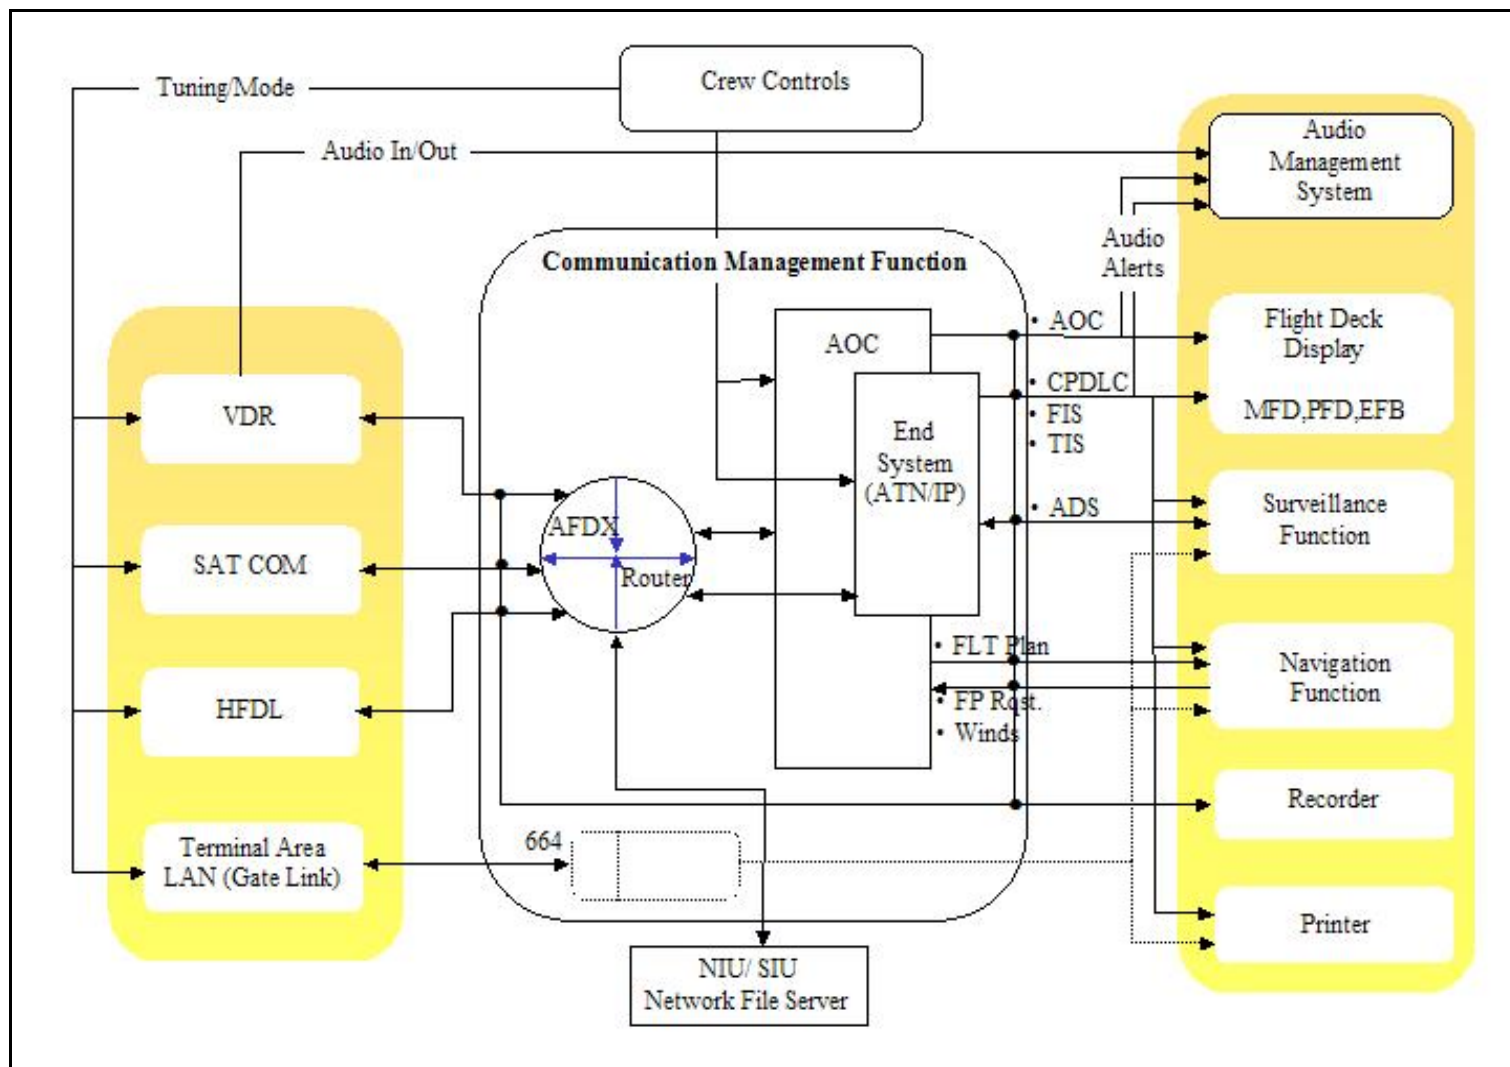 Crew Controls
Tuning/Mode
Audio In/Out
Audio
Management
System
Audio
Alerts
Communication Management Function
AOC
End
System
(ATN/IP)
• AOC
• CPDLC
• FIS
• TIS
• ADS
Flight Deck
Display
MFD,PFD,EFB
VDR
SAT COM
HFDL
Terminal Area
LAN (Gate Link)
AFDX
Router
Surveillance
Function
• FLT Plan
• FP Rqst.
• Winds
Navigation
Function
Recorder
664
Printer
NIU/ SIU
Network File Server